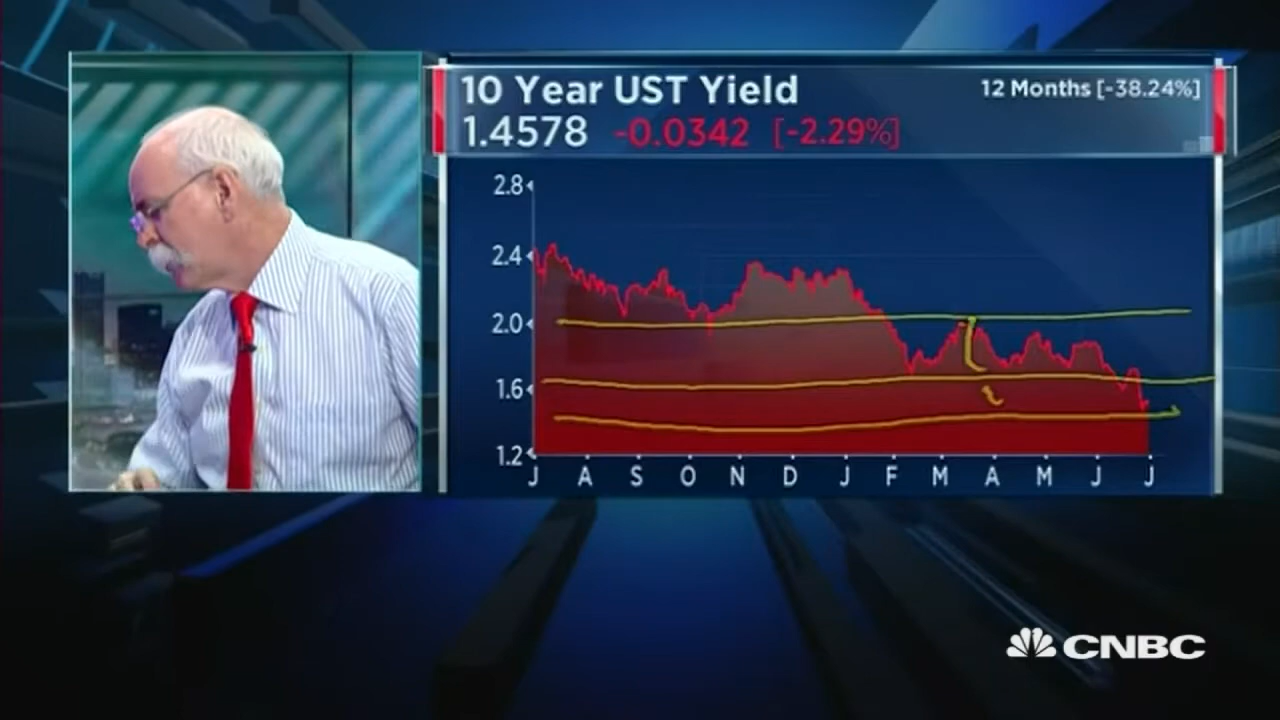 10 Year UST Yield
12 Months [-38.24%]
1.4578 -0.0342 [-2.29%]
2.8
2.4
2.0
1.6
1.2
J A S O N D J F M A M J J
CNBC